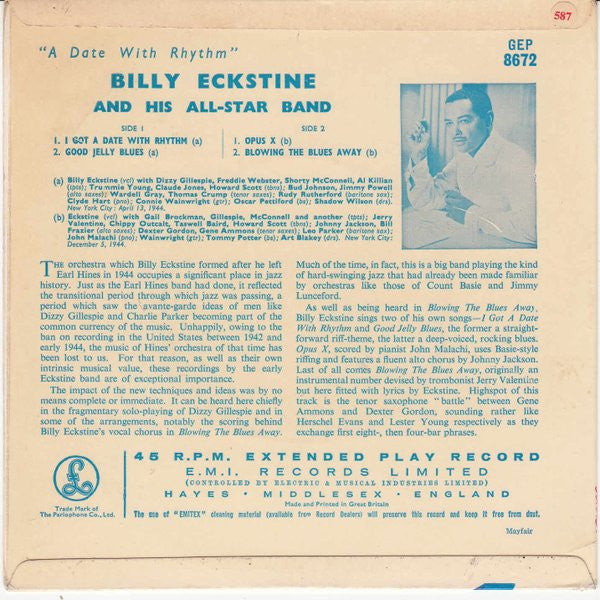 587
"A Date With Rhythm"
GEP
8672
BILLY ECKSTINE
AND HIS ALL-STAR BAND
SIDE 1
1. I GOT A DATE WITH RHYTHM (a)
2. GOOD JELLY BLUES (a)
SIDE 2
1. OPUS X (b)
2. BLOWING THE BLUES AWAY (b)
(a) Billy Eckstine (vcl) with Dizzy Gillespie, Freddie Webster, Shorty McConnell, Al Killian
(tpts); Trummie Young, Claude Jones, Howard Scott (tbns); Bud Johnson, Jimmy Powell
(alto saxes); Wardell Gray, Thomas Crump (tenor saxes); Rudy Rutherford (baritone sax);
Clyde Hart (pno); Connie Wainwright (gtr); Oscar Pettiford (bs); Shadow Wilson (drs).
New York City: April 13, 1944.
(b) Eckstine (vcl) with Gail Brockman, Gillespie, McConnell and another (tpts); Jerry
Valentine, Chippy Outcalt, Taswell Baird, Howard Scott (tbns); Johnny Jackson, Bill
Frazier (alto saxes); Dexter Gordon, Gene Ammons (tenor saxes); Leo Parker (baritone sax);
John Malachi (pno); Wainwright (gtr); Tommy Potter (bs); Art Blakey (drs). New York City:
December 5, 1944.
THE orchestra which Billy Eckstine formed after he left
Earl Hines in 1944 occupies a significant place in jazz
history. Just as the Earl Hines band had done, it reflected
the transitional period through which jazz was passing, a
period which saw the avante-garde ideas of men like
Dizzy Gillespie and Charlie Parker becoming part of the
common currency of the music. Unhappily, owing to the
ban on recording in the United States between 1942 and
early 1944, the music of Hines' orchestra of that time has
been lost to us. For that reason, as well as their own
intrinsic musical value, these recordings by the early
Eckstine band are of exceptional importance.
The impact of the new techniques and ideas was by no
means complete or immediate. It can be heard here chiefly
in the fragmentary solo-playing of Dizzy Gillespie and in
some of the arrangements, notably the scoring behind
Billy Eckstine's vocal chorus in Blowing The Blues Away.
Much of the time, in fact, this is a big band playing the kind
of hard-swinging jazz that had already been made familiar
by orchestras like those of Count Basie and Jimmy
Lunceford.
As well as being heard in Blowing The Blues Away,
Billy Eckstine sings two of his own songs—I Got A Date
With Rhythm and Good Jelly Blues, the former a straight-
forward riff-theme, the latter a deep-voiced, rocking blues.
Opus X, scored by pianist John Malachi, uses Basie-style
riffing and features a fluent alto chorus by Johnny Jackson.
Last of all comes Blowing The Blues Away, originally an
instrumental number devised by trombonist Jerry Valentine
but here fitted with lyrics by Eckstine. Highspot of this
track is the tenor saxophone "battle" between Gene
Ammons and Dexter Gordon, sounding rather like
Herschel Evans and Lester Young respectively as they
exchange first eight-, then four-bar phrases.
£
Trade Mark of
The Parlophone Co., Ltd.
45 R.P.M. EXTENDED PLAY RECORD
E.M.I. RECORDS LIMITED
(CONTROLLED BY ELECTRIC & MUSICAL INDUSTRIES LIMITED)
HAYES • MIDDLESEX • ENGLAND
Made and Printed in Great Britain
The use of "EMITEX" cleaning material (available from Record Dealers) will preserve this record and keep it free from dust.
Mayfair